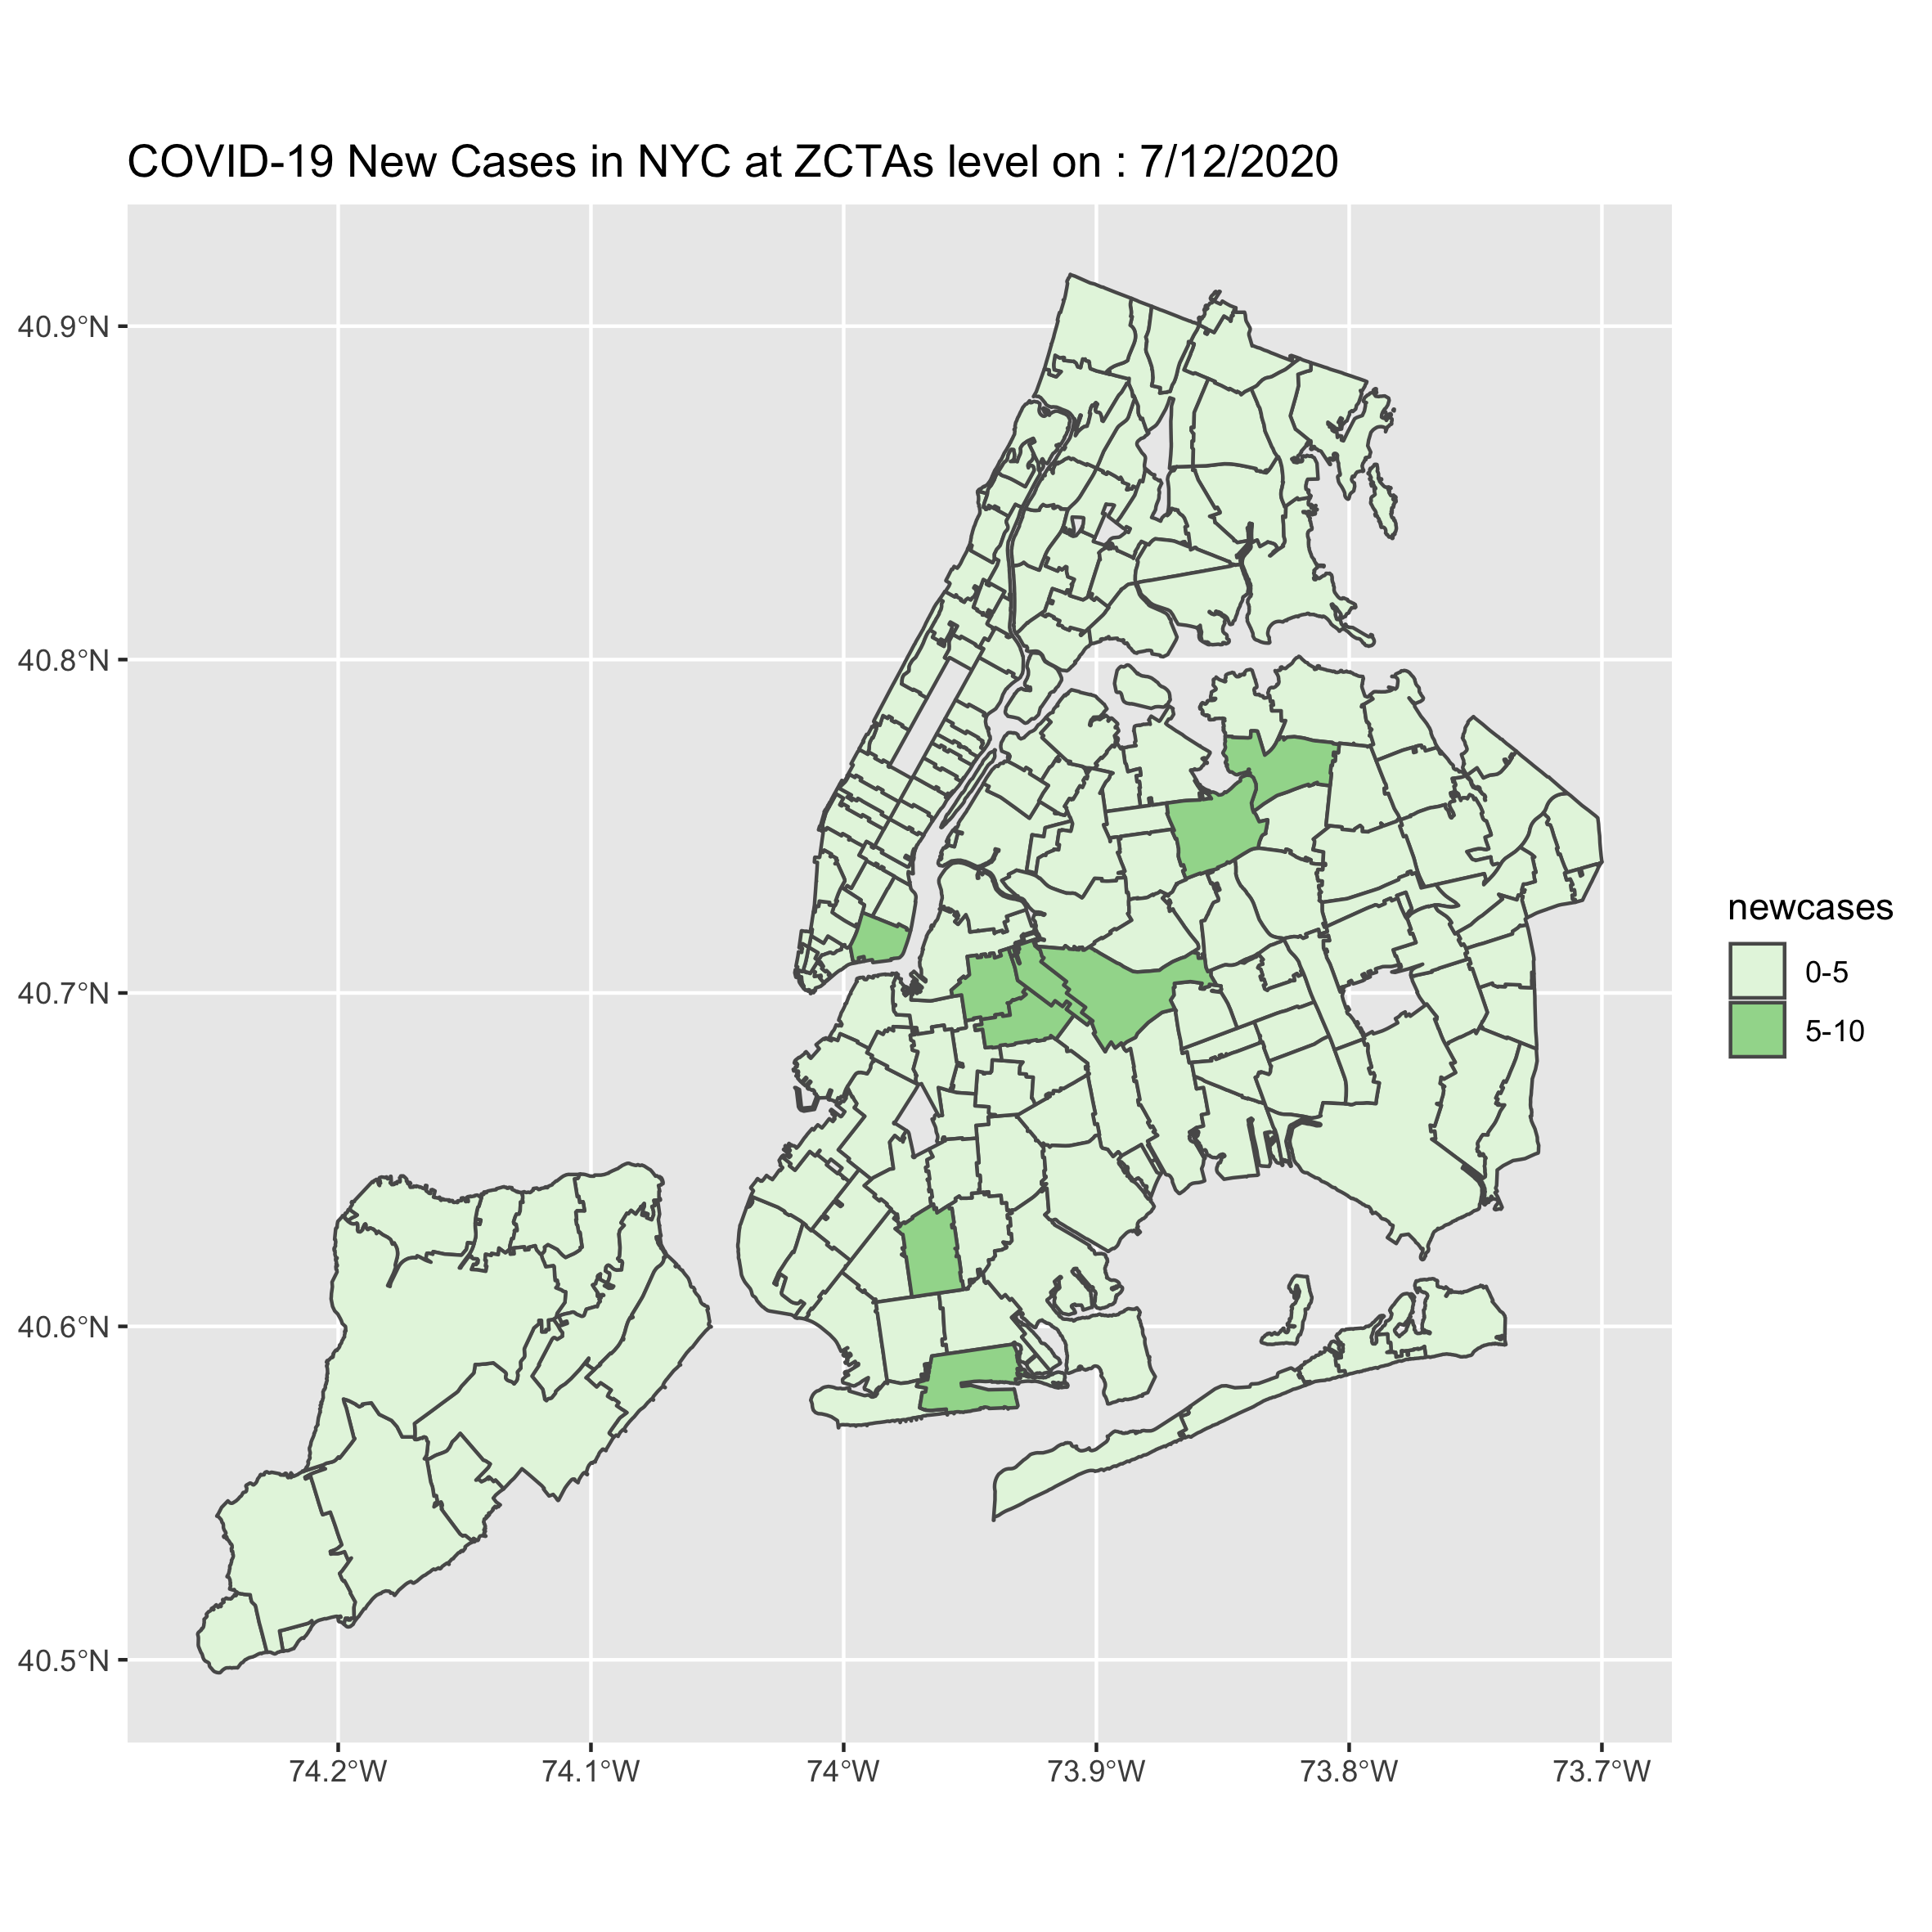 COVID-19 New Cases in NYC at ZCTAs level on : 7/12/2020
40.9°N
40.8°N
40.7°N
40.6°N
40.5°N
74.2°W
74.1°W
74°W
73.9°W
73.8°W
73.7°W
newcases
0-5
5-10